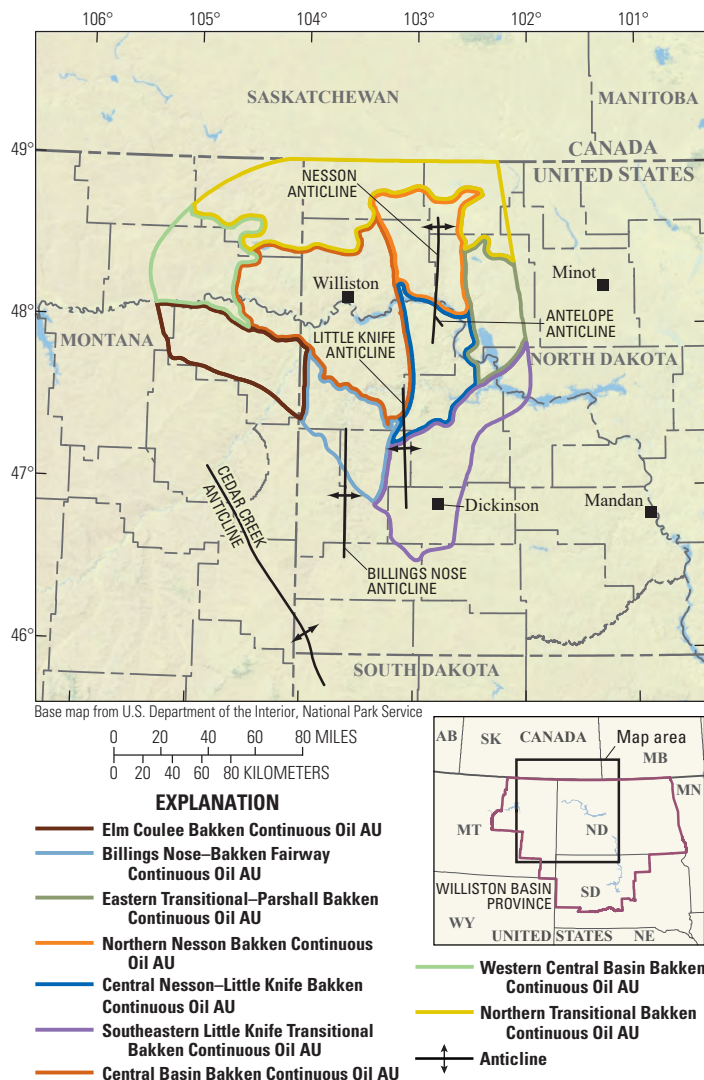 106°
105°
104°
103°
102°
101°
SASKATCHEWAN
MANITOBA
49°
CANADA
UNITED STATES
NESSON
ANTICLINE
Minot
Williston
48°
MONTANA
LITTLE KNIFE
ANTICLINE
ANTELOPE
ANTICLINE
NORTH DAKOTA
47°
CEDAR CREEK
ANTICLINE
Dickinson
Mandan
BILLINGS NOSE
ANTICLINE
46°
SOUTH DAKOTA
Base map from U.S. Department of the Interior, National Park Service
0 20 40 60 80 MILES
0 20 40 60 80 KILOMETERS
EXPLANATION
Elm Coulee Bakken Continuous Oil AU
Billings Nose–Bakken Fairway
Continuous Oil AU
Eastern Transitional–Parshall Bakken
Continuous Oil AU
Northern Nesson Bakken Continuous
Oil AU
Central Nesson–Little Knife Bakken
Continuous Oil AU
Southeastern Little Knife Transitional
Bakken Continuous Oil AU
Central Basin Bakken Continuous Oil AU
AB
SK
CANADA
Map area
MB
MN
MT
ND
WILLISTON BASIN
PROVINCE
SD
WY
UNITED STATES
NE
Western Central Basin Bakken
Continuous Oil AU
Northern Transitional Bakken
Continuous Oil AU
Anticline